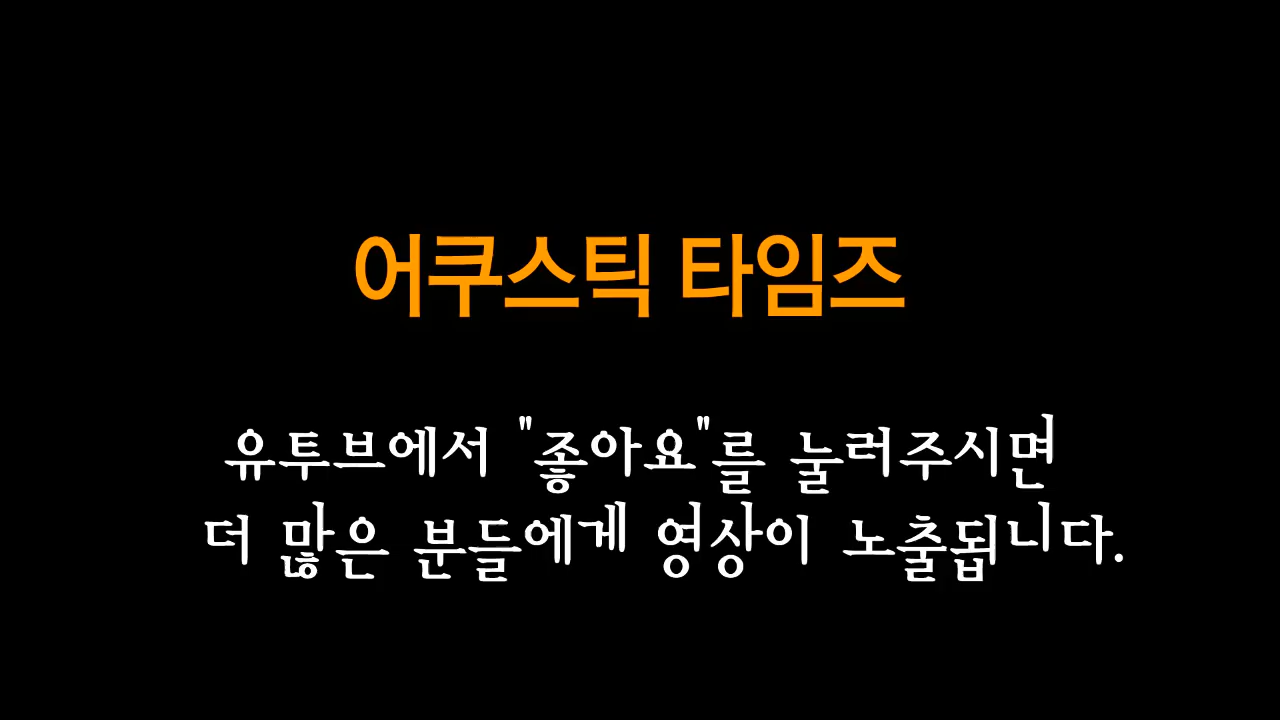 어쿠스틱 타임즈
유투브에서 "좋아요"를 눌러주시면
더 많은 분들에게 영상이 노출됩니다.